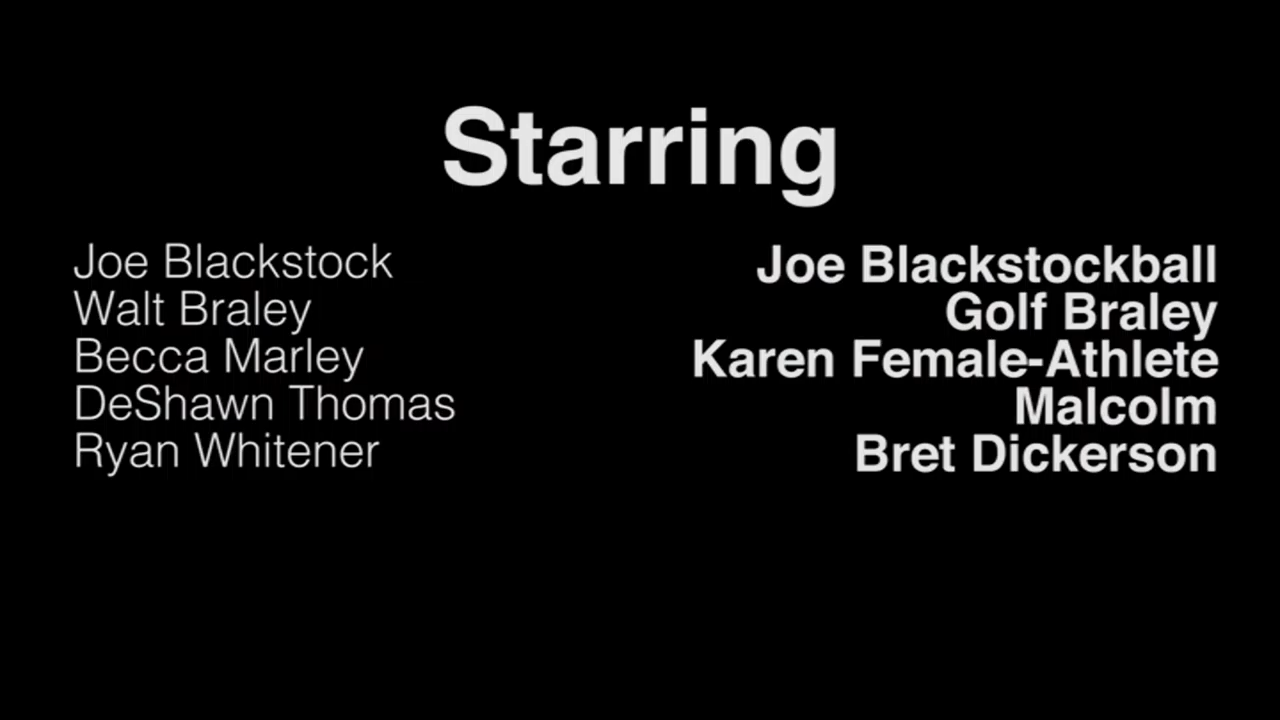 Starring
Joe Blackstock Joe Blackstockball
Walt Braley Golf Braley
Becca Marley Karen Female-Athlete
DeShawn Thomas Malcolm
Ryan Whitener Bret Dickerson